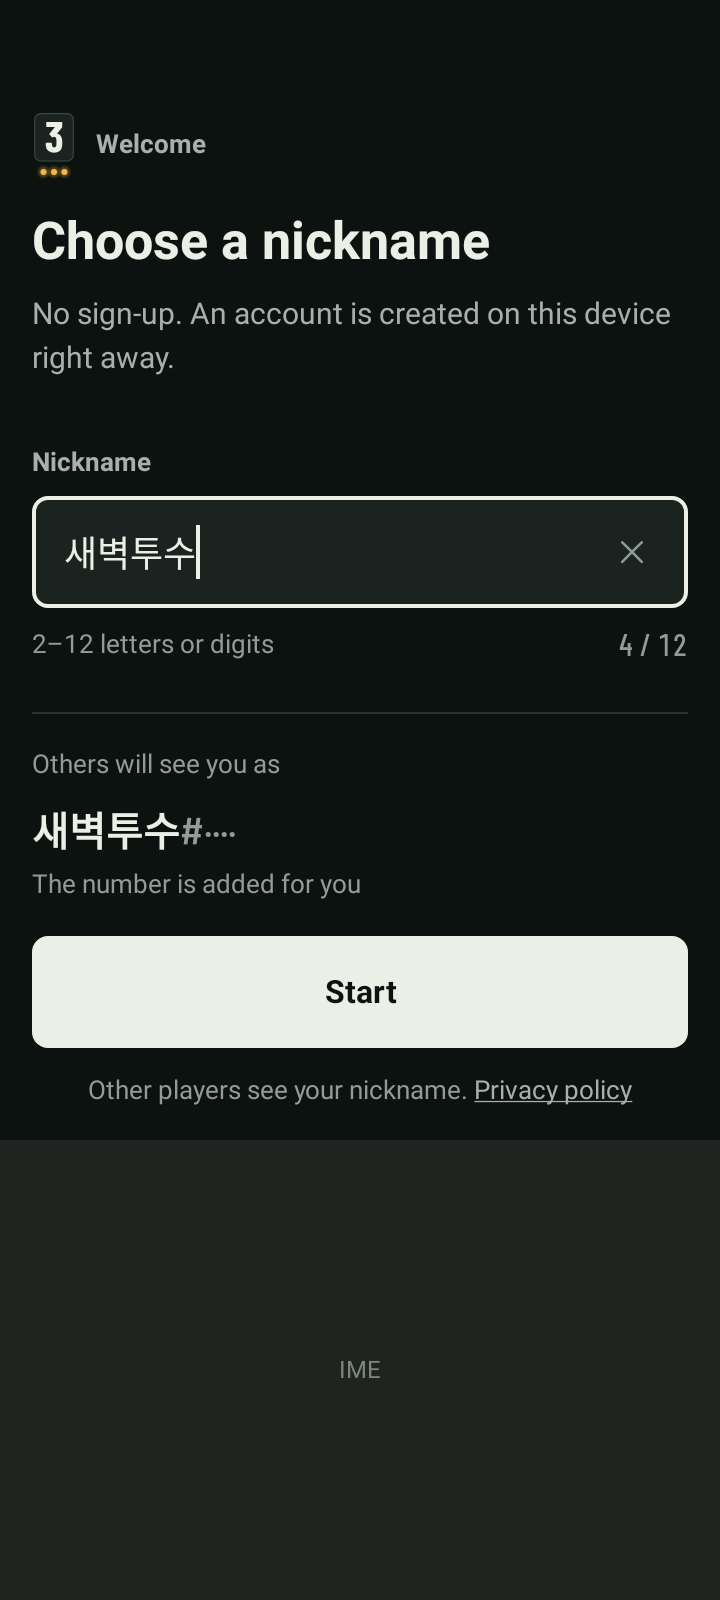 3
Welcome
Choose a nickname
No sign-up. An account is created on this device
right away.
Nickname
새벽투수
2–12 letters or digits
4 / 12
Others will see you as
새벽투수#····
The number is added for you
Start
Other players see your nickname. Privacy policy
IME